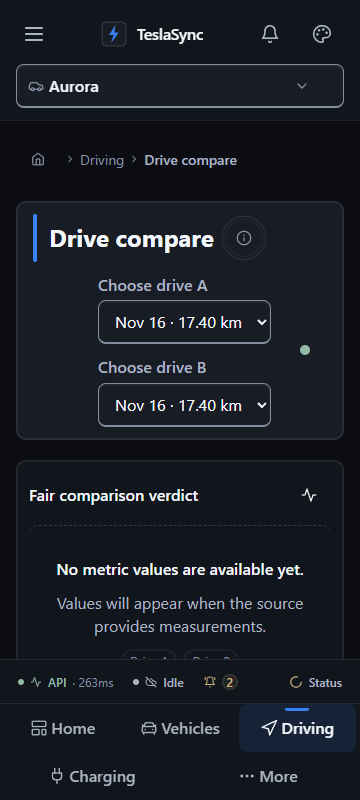 TeslaSync
Aurora
Driving
Drive compare
Drive compare
Choose drive A
Nov 16 · 17.40 km
Choose drive B
Nov 16 · 17.40 km
Fair comparison verdict
No metric values are available yet.
Values will appear when the source
provides measurements.
API · 263ms
Idle
2
Status
Home
Vehicles
Driving
Charging
More